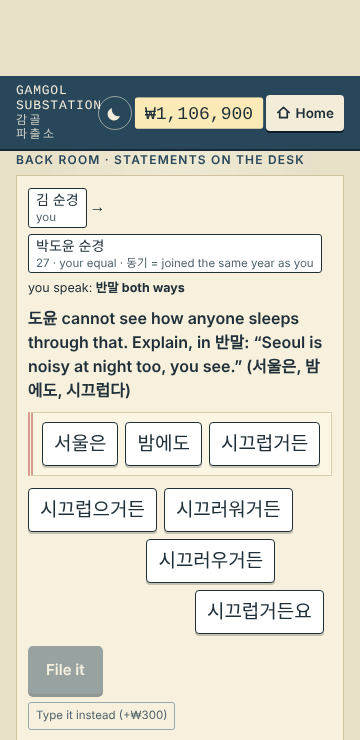 GAMGOL
SUBSTATION
감골
파출소
₩1,106,900
Home
BACK ROOM · STATEMENTS ON THE DESK
김 순경
you
→
박도윤 순경
27 · your equal · 동기 = joined the same year as you
you speak: 반말 both ways
도윤 cannot see how anyone sleeps
through that. Explain, in 반말: “Seoul is
noisy at night too, you see.” (서울은, 밤
에도, 시끄럽다)
서울은 밤에도 시끄럽거든
시끄럽으거든 시끄러워거든
시끄러우거든
시끄럽거든요
File it
Type it instead (+₩300)